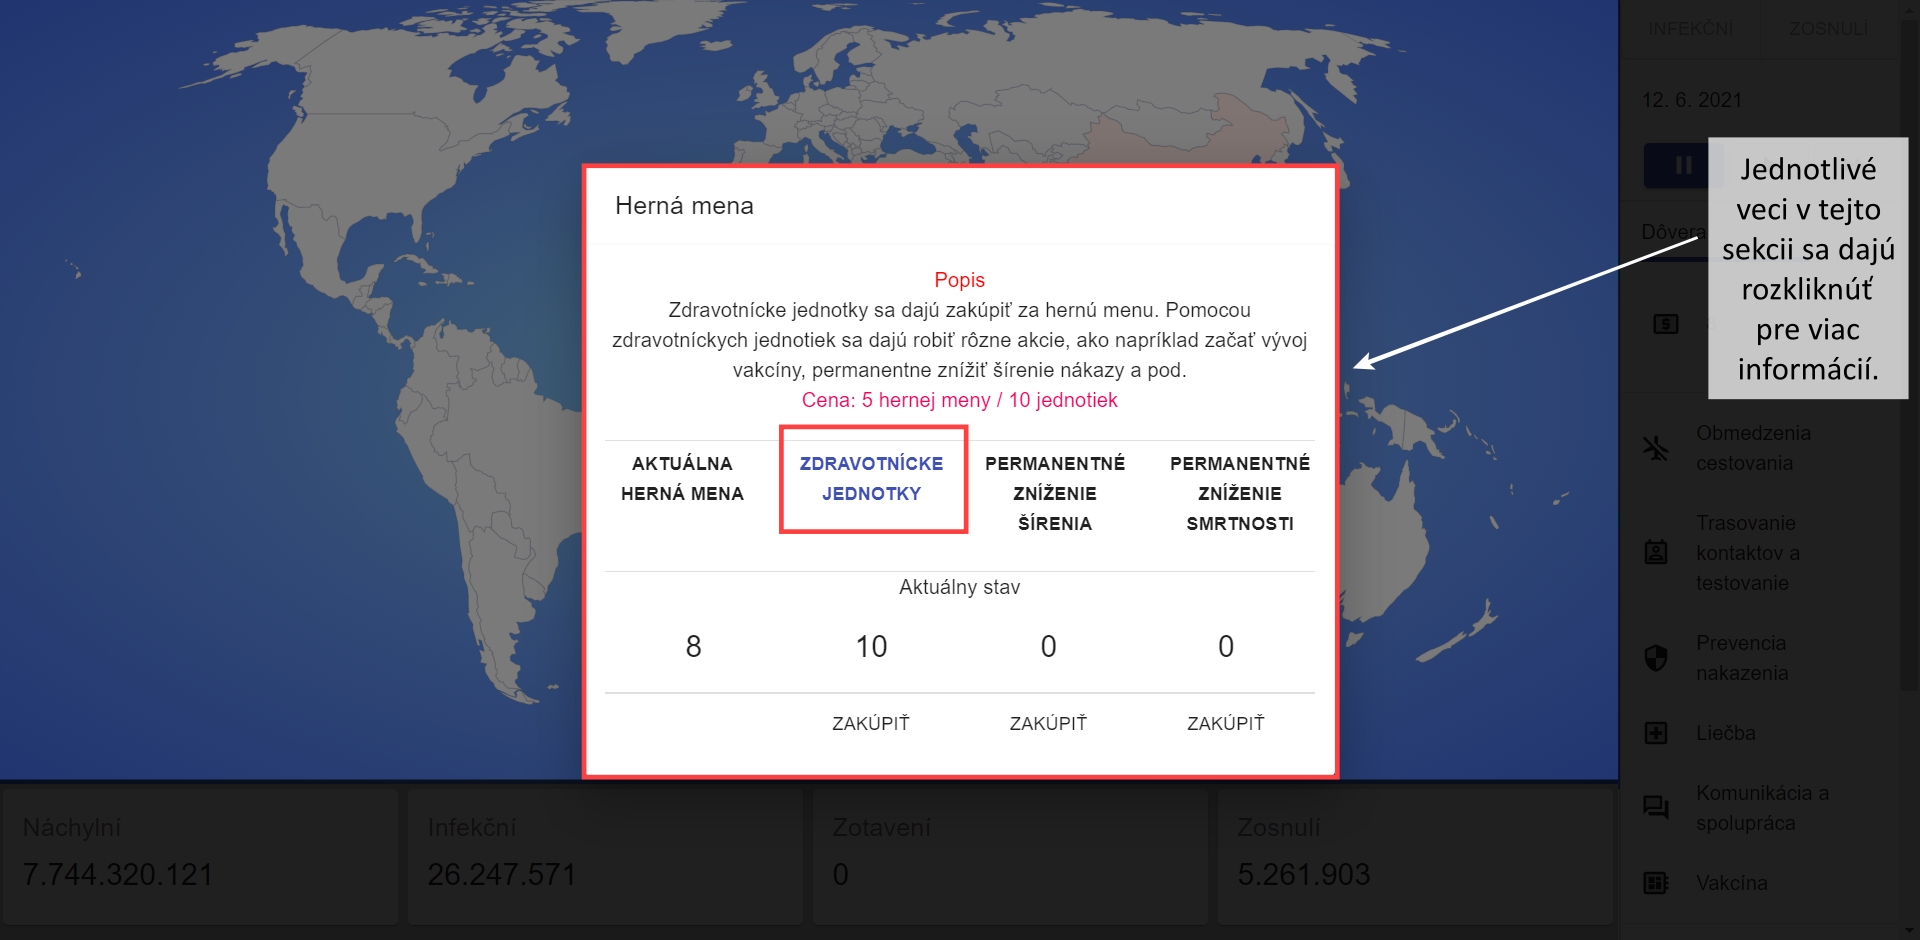 INFEKČNÍ ZOSNULÍ
12. 6. 2021
Dôvera
Jednotlivé
veci v tejto
sekcii sa dajú
rozkliknúť
pre viac
informácií.
Herná mena
Popis
Zdravotnícke jednotky sa dajú zakúpiť za hernú menu. Pomocou
zdravotníckych jednotiek sa dajú robiť rôzne akcie, ako napríklad začať vývoj
vakcíny, permanentne znížiť šírenie nákazy a pod.
Cena: 5 hernej meny / 10 jednotiek
AKTUÁLNA
HERNÁ MENA
ZDRAVOTNÍCKE
JEDNOTKY
PERMANENTNÉ
ZNÍŽENIE
ŠÍRENIA
PERMANENTNÉ
ZNÍŽENIE
SMRTNOSTI
Aktuálny stav
8 10 0 0
ZAKÚPIŤ ZAKÚPIŤ ZAKÚPIŤ
Obmedzenia
cestovania
Trasovanie
kontaktov a
testovanie
Prevencia
nakazenia
Liečba
Komunikácia a
spolupráca
Vakcína
Náchylní
7.744.320.121
Infekční
26.247.571
Zotavení
0
Zosnulí
5.261.903